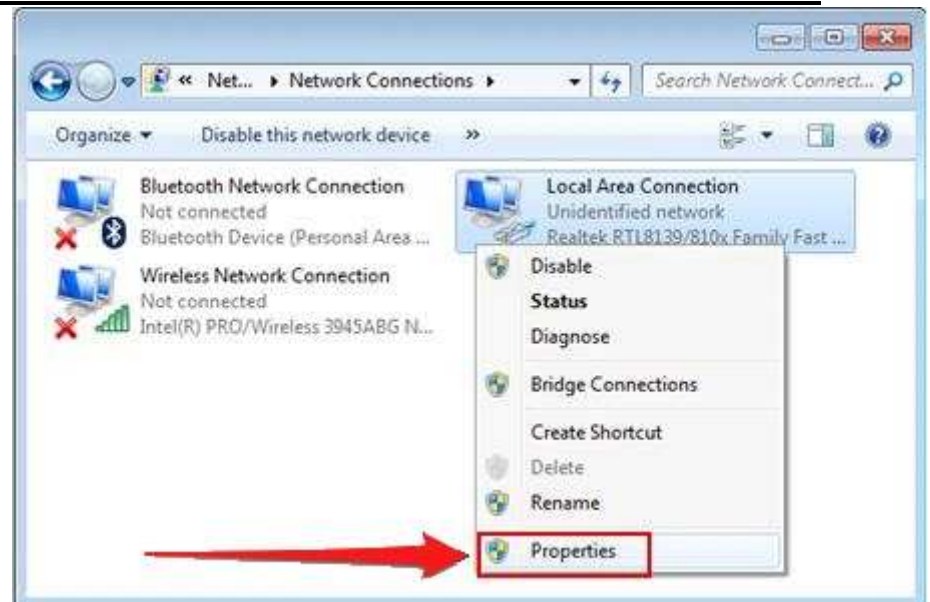 « Net... ▸ Network Connections ▸
Search Network Connect...
Organize ▾ Disable this network device »
Bluetooth Network Connection
Not connected
Bluetooth Device (Personal Area ...
Local Area Connection
Unidentified network
Realtek RTL8139/810x Family Fast ...
Wireless Network Connection
Not connected
Intel(R) PRO/Wireless 3945ABG N...
Disable
Status
Diagnose
Bridge Connections
Create Shortcut
Delete
Rename
Properties